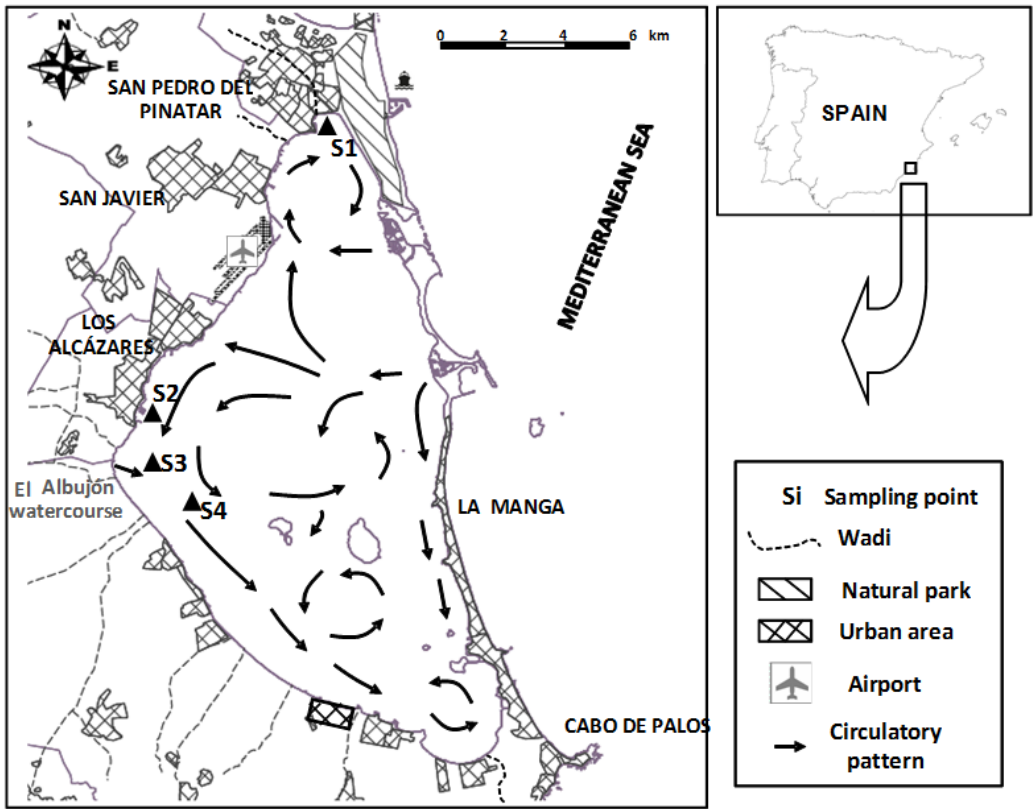 N
E
0 2 4 6 km
SAN PEDRO DEL
PINATAR
S1
SAN JAVIER
MEDITERRANEAN SEA
LOS
ALCÁZARES
S2
S3
El Albujón
watercourse
S4
LA MANGA
CABO DE PALOS
SPAIN
Si Sampling point
Wadi
Natural park
Urban area
Airport
Circulatory
pattern